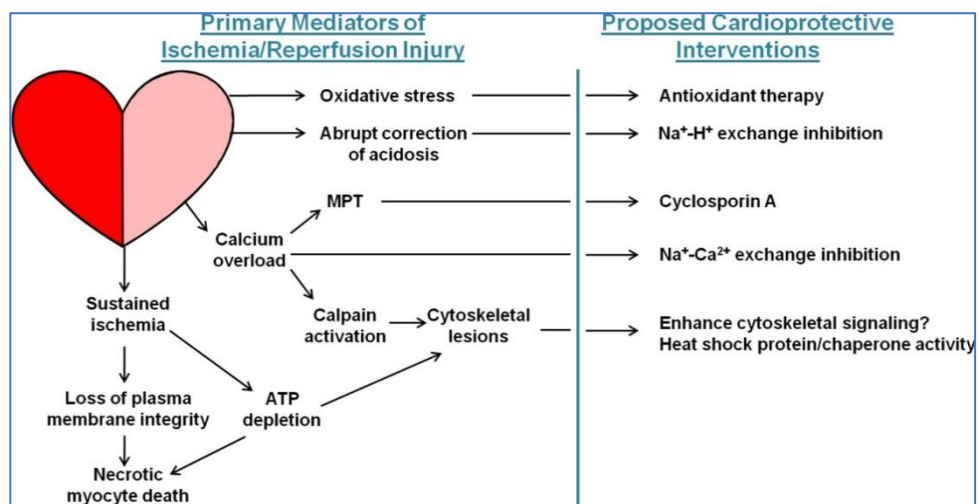 Primary Mediators of
Ischemia/Reperfusion Injury
Proposed Cardioprotective
Interventions
Oxidative stress
Antioxidant therapy
Abrupt correction
of acidosis
Na⁺-H⁺ exchange inhibition
MPT
Cyclosporin A
Calcium
overload
Na⁺-Ca²⁺ exchange inhibition
Sustained
ischemia
Calpain
activation
Cytoskeletal
lesions
Enhance cytoskeletal signaling?
Heat shock protein/chaperone activity
Loss of plasma
membrane integrity
ATP
depletion
Necrotic
myocyte death